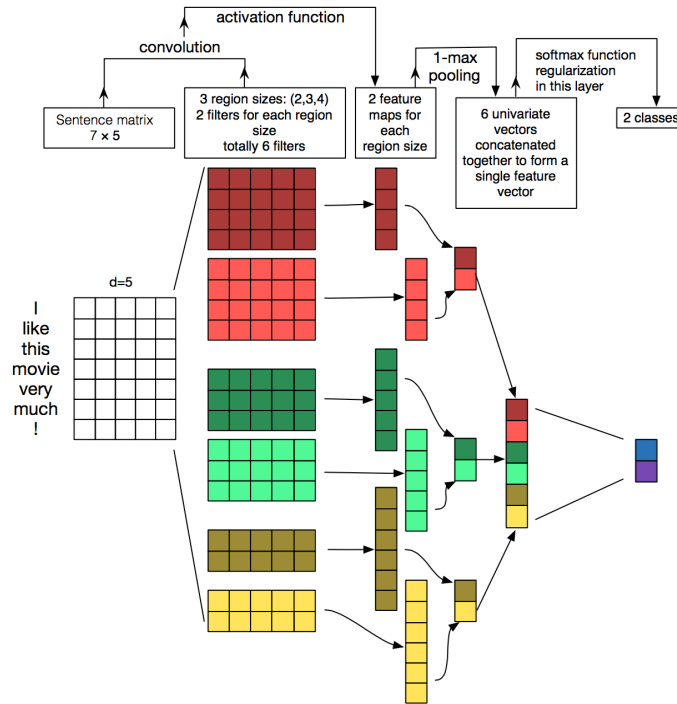 activation function
convolution
1-max
pooling
softmax function
regularization
in this layer
Sentence matrix
7 × 5
3 region sizes: (2,3,4)
2 filters for each region
size
totally 6 filters
2 feature
maps for
each
region size
6 univariate
vectors
concatenated
together to form a
single feature
vector
2 classes
d=5
I
like
this
movie
very
much
!